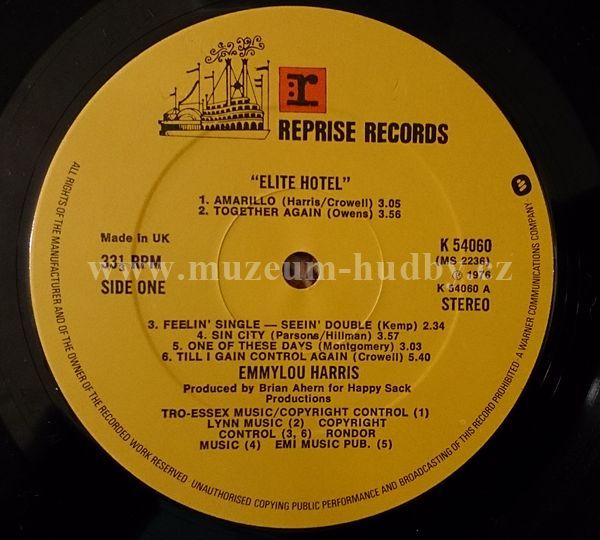 :r
REPRISE RECORDS
"ELITE HOTEL"
1. AMARILLO (Harris/Crowell) 3.05
2. TOGETHER AGAIN (Owens) 3.56
Made in UK
33⅓ RPM
SIDE ONE
K 54060
(MS 2236)
℗ 1976
K 54060 A
STEREO
www.muzeum-hudby.cz
3. FEELIN' SINGLE — SEEIN' DOUBLE (Kemp) 2.34
4. SIN CITY (Parsons/Hillman) 3.57
5. ONE OF THESE DAYS (Montgomery) 3.03
6. TILL I GAIN CONTROL AGAIN (Crowell) 5.40
EMMYLOU HARRIS
Produced by Brian Ahern for Happy Sack
Productions
TRO-ESSEX MUSIC/COPYRIGHT CONTROL (1)
LYNN MUSIC (2) COPYRIGHT
CONTROL (3, 6) RONDOR
MUSIC (4) EMI MUSIC PUB. (5)
ALL RIGHTS OF THE MANUFACTURER AND OF THE OWNER OF THE RECORDED WORK RESERVED. UNAUTHORISED COPYING PUBLIC PERFORMANCE AND BROADCASTING OF THIS RECORD PROHIBITED. A WARNER COMMUNICATIONS COMPANY